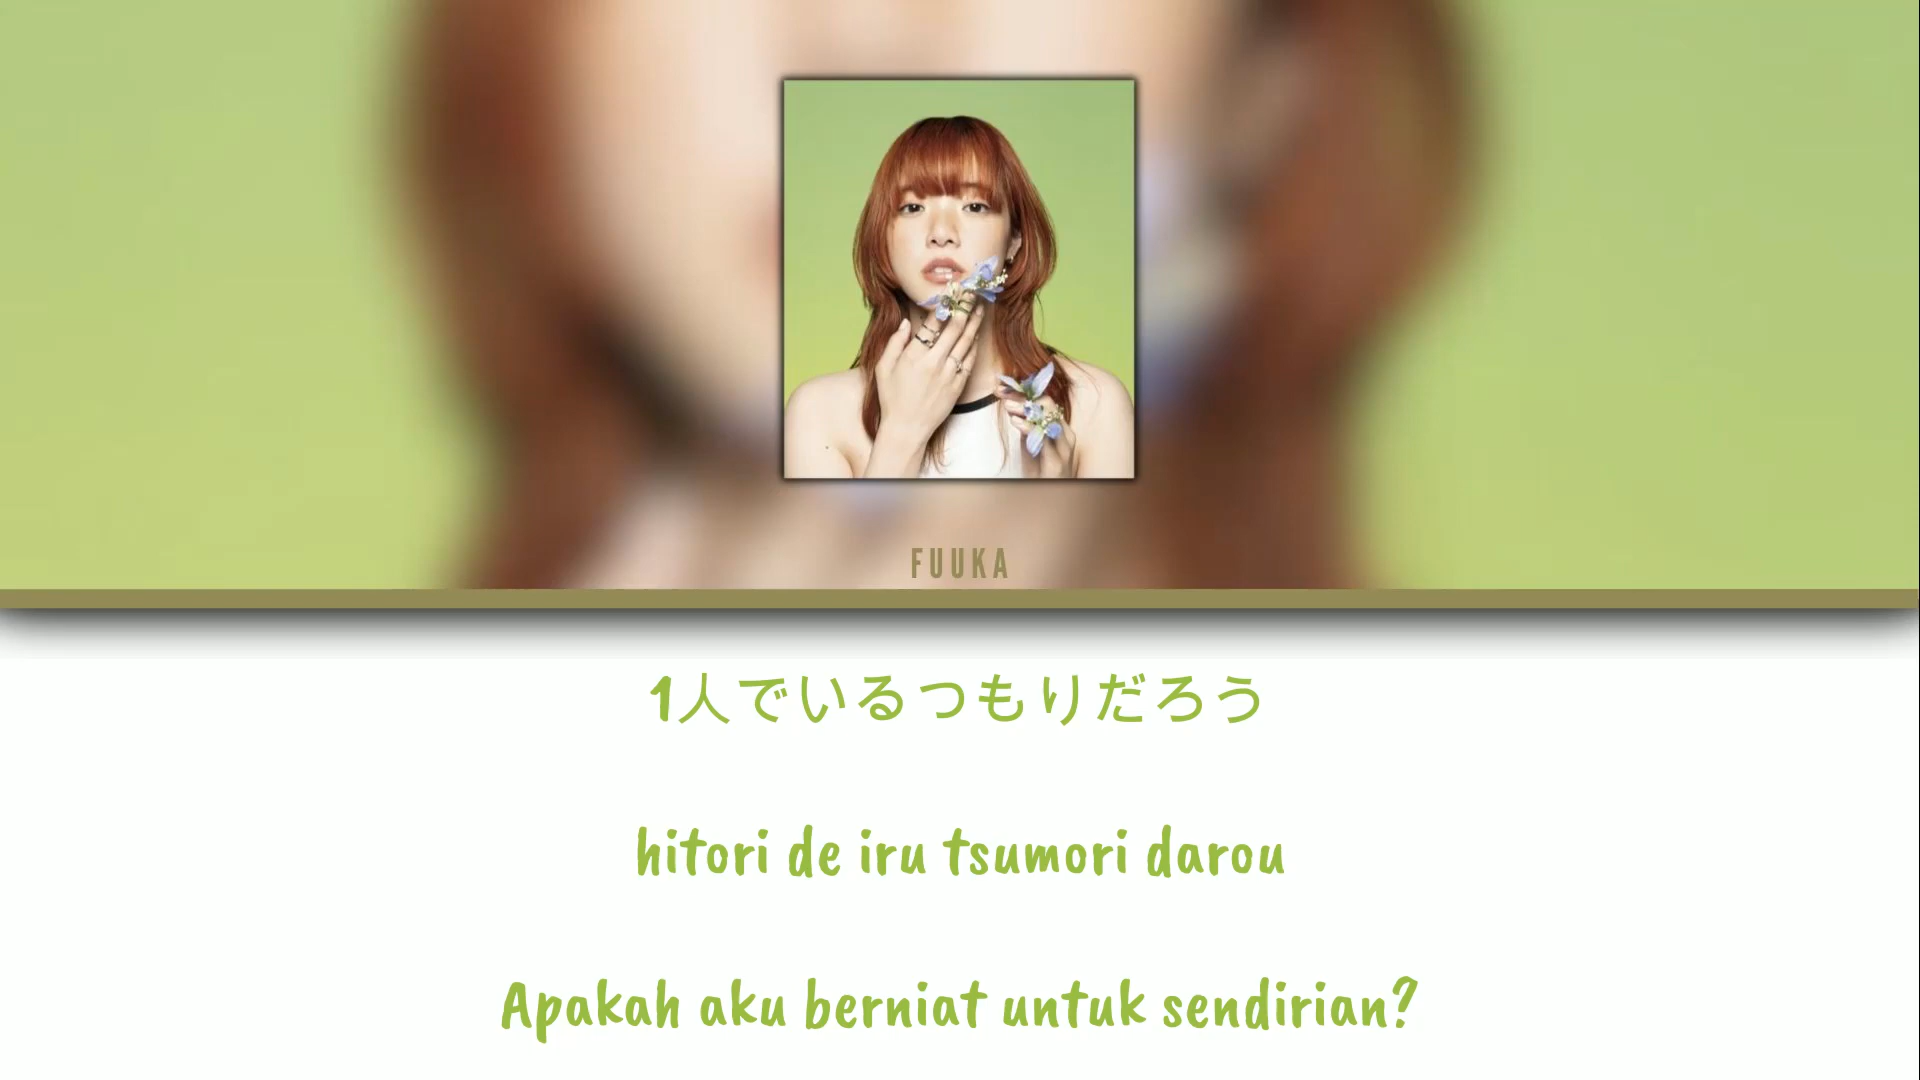 FUUKA
1人でいるつもりだろう
hitori de iru tsumori darou
Apakah aku berniat untuk sendirian?